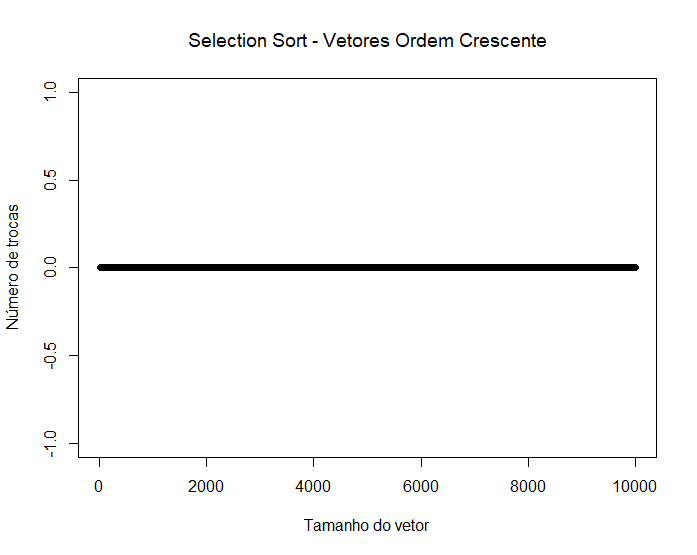 Selection Sort - Vetores Ordem Crescente
Número de trocas
1.0
0.5
0.0
-0.5
-1.0
0 2000 4000 6000 8000 10000
Tamanho do vetor